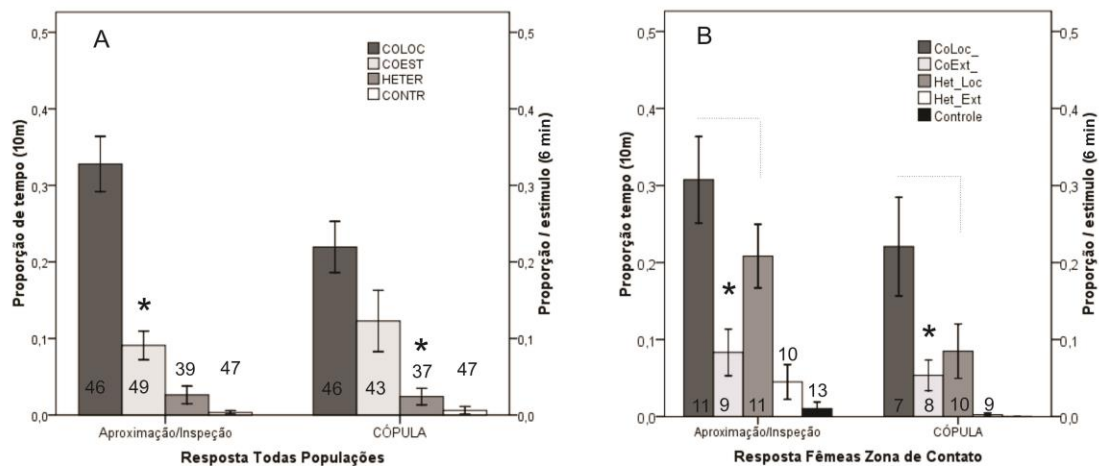 A
COLOC
COEST
HETER
CONTR
Proporção de tempo (10m)
0,5
0,4
0,3
0,2
0,1
0,0
0,5
0,4
0,3
0,2
0,1
0,0
Proporção / estimulo (6 min)
46
*
49
39
47
46
43
*
37
47
Aproximação/Inspeção
CÓPULA
Resposta Todas Populações
B
CoLoc_
CoExt_
Het_Loc
Het_Ext
Controle
Proporção tempo (10m)
0,5
0,4
0,3
0,2
0,1
0,0
0,5
0,4
0,3
0,2
0,1
0,0
Proporção / estimulo (6 min)
11
*
9
11
10
13
7
*
8
10
9
Aproximação/Inspeção
CÓPULA
Resposta Fêmeas Zona de Contato